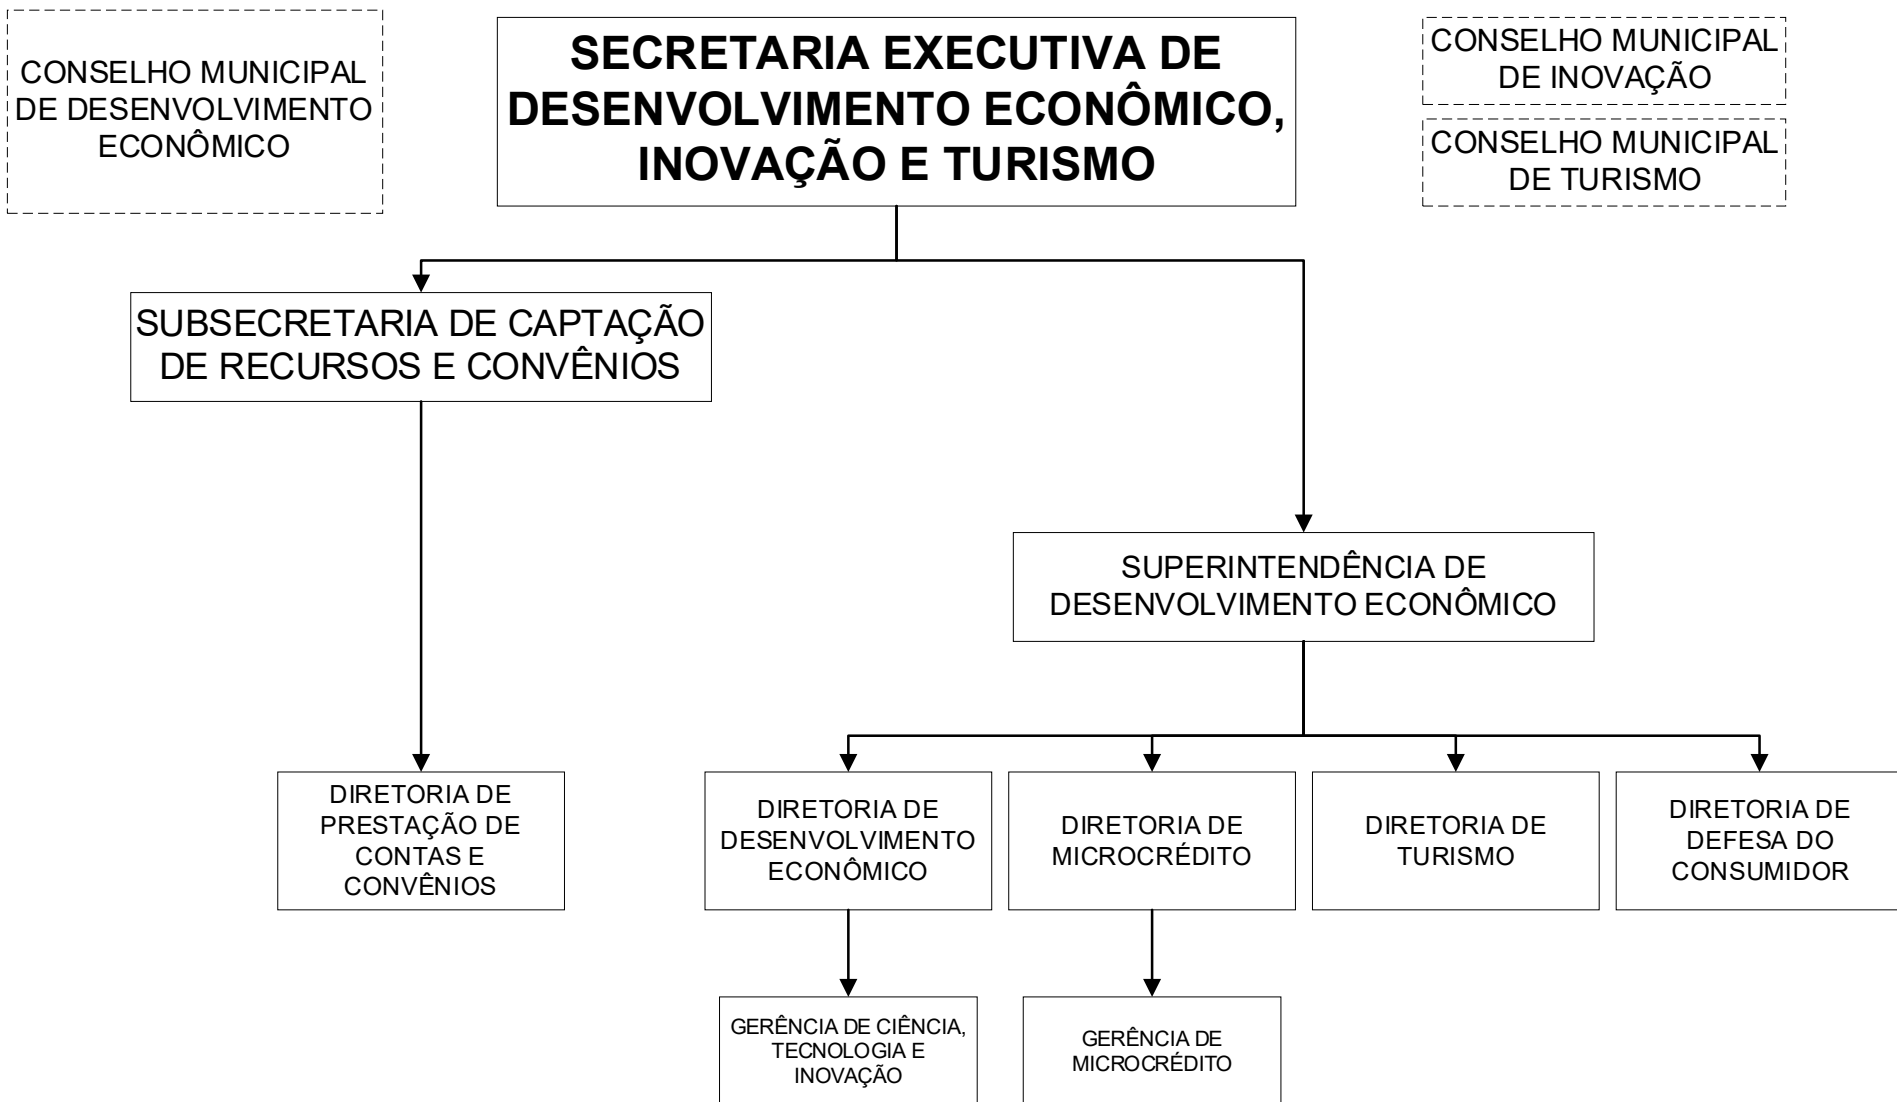 CONSELHO MUNICIPAL
DE DESENVOLVIMENTO
ECONÔMICO
SECRETARIA EXECUTIVA DE
DESENVOLVIMENTO ECONÔMICO,
INOVAÇÃO E TURISMO
CONSELHO MUNICIPAL
DE INOVAÇÃO
CONSELHO MUNICIPAL
DE TURISMO
SUBSECRETARIA DE CAPTAÇÃO
DE RECURSOS E CONVÊNIOS
SUPERINTENDÊNCIA DE
DESENVOLVIMENTO ECONÔMICO
DIRETORIA DE
PRESTAÇÃO DE
CONTAS E
CONVÊNIOS
DIRETORIA DE
DESENVOLVIMENTO
ECONÔMICO
DIRETORIA DE
MICROCRÉDITO
DIRETORIA DE
TURISMO
DIRETORIA DE
DEFESA DO
CONSUMIDOR
GERÊNCIA DE CIÊNCIA,
TECNOLOGIA E
INOVAÇÃO
GERÊNCIA DE
MICROCRÉDITO